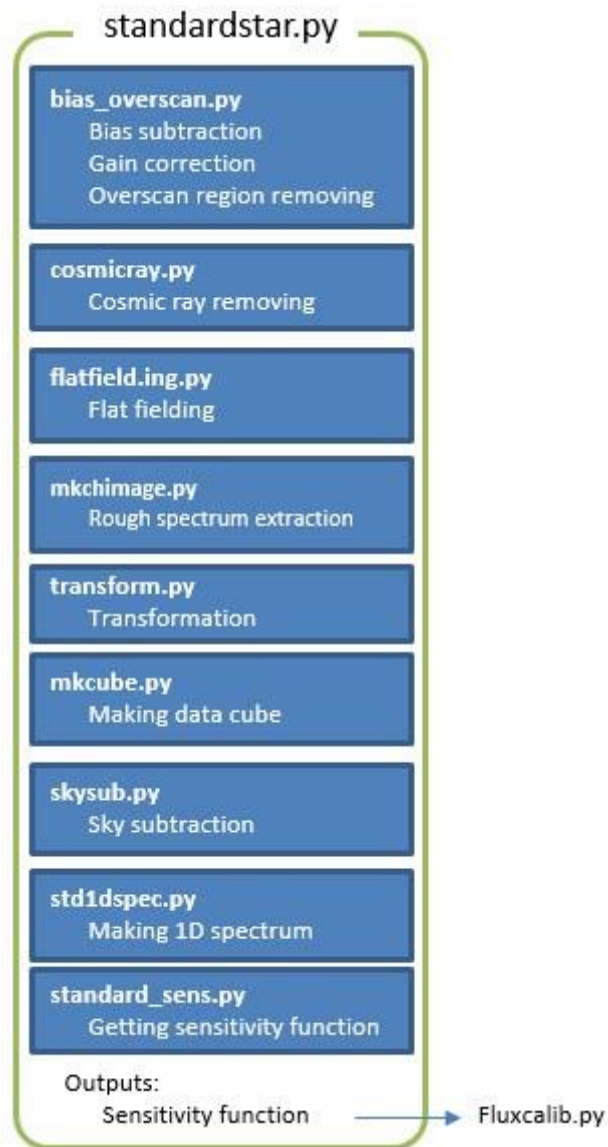 standardstar.py
bias_overscan.py
Bias subtraction
Gain correction
Overscan region removing
cosmicray.py
Cosmic ray removing
flatfield.ing.py
Flat fielding
mkchimage.py
Rough spectrum extraction
transform.py
Transformation
mkcube.py
Making data cube
skysub.py
Sky subtraction
std1dspec.py
Making 1D spectrum
standard_sens.py
Getting sensitivity function
Outputs:
Sensitivity function Fluxcalib.py